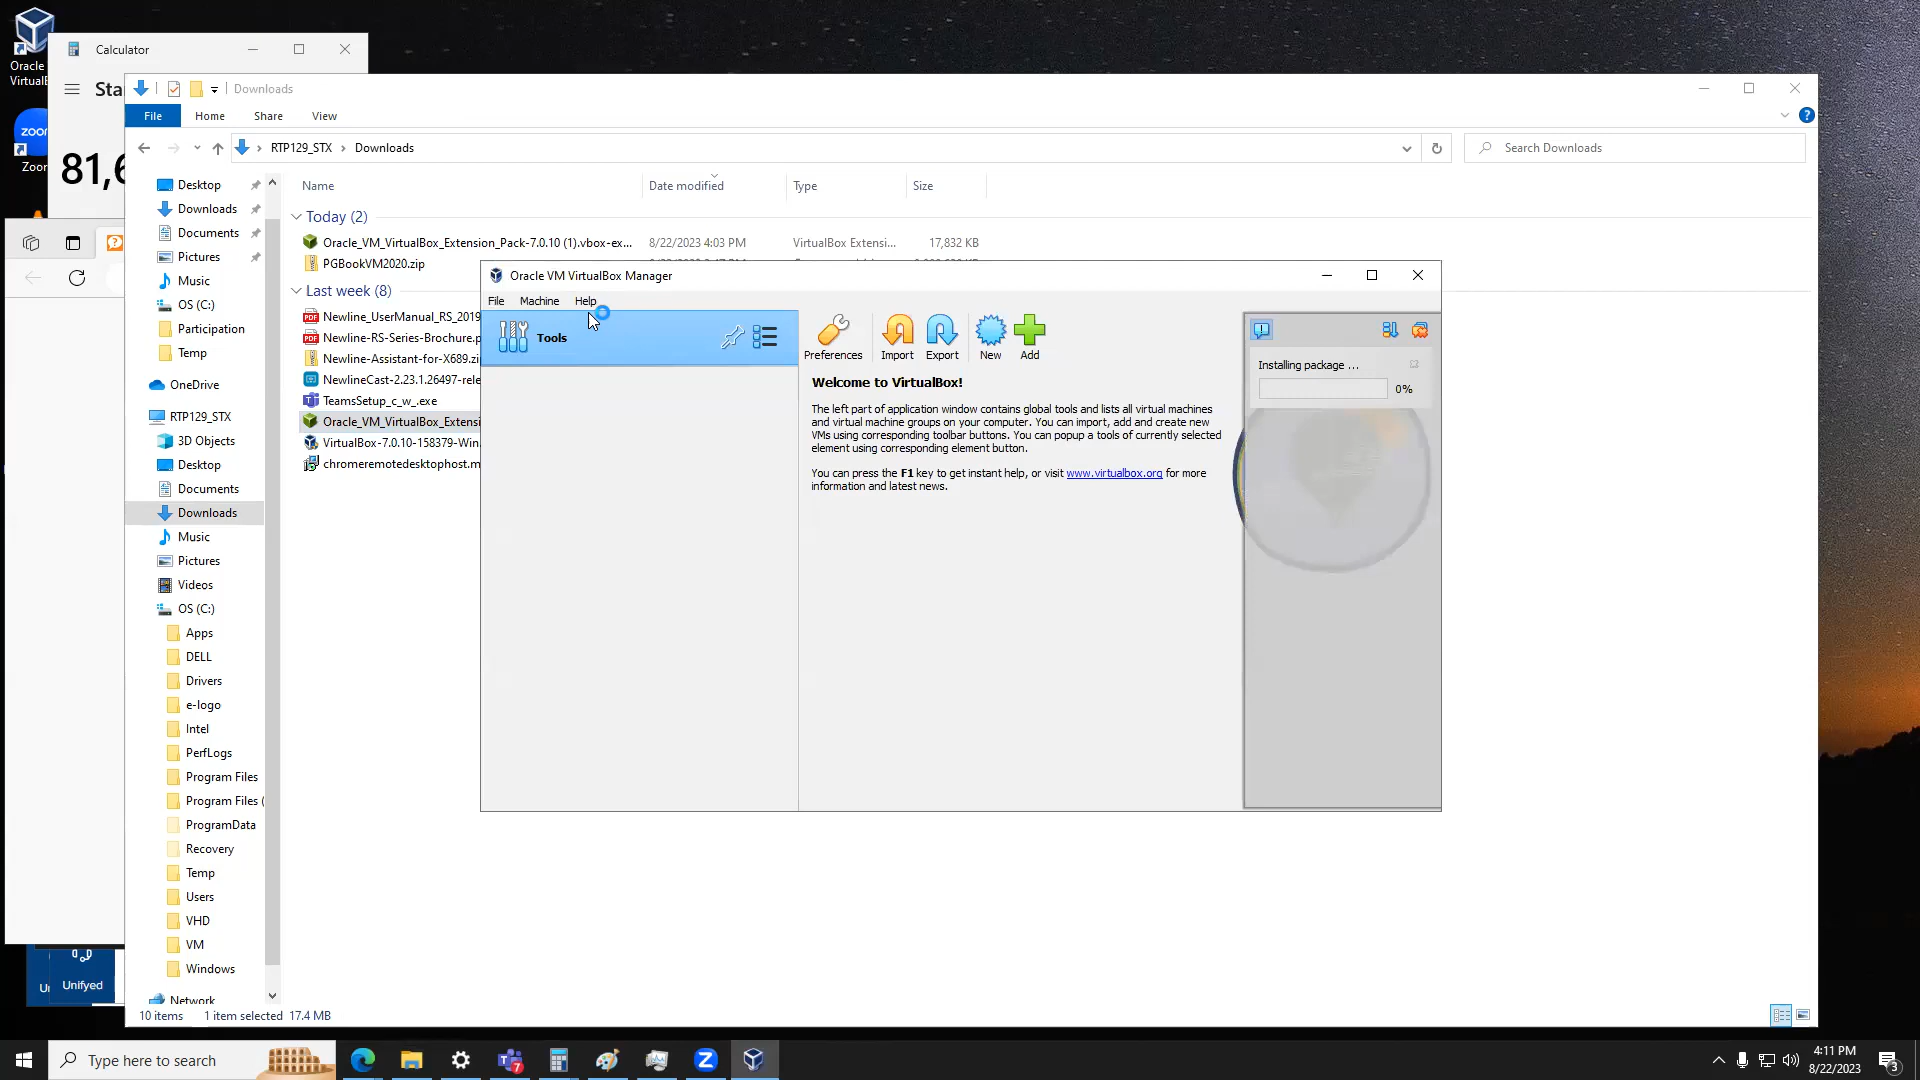 Oracle
VirtualB
Calculator
Sta
81,6
zoom
Zoor
Downloads
File
Home
Share
View
RTP129_STX
Downloads
Search Downloads
Name
Date modified
Type
Size
Today (2)
Oracle_VM_VirtualBox_Extension_Pack-7.0.10 (1).vbox-ex...
8/22/2023 4:03 PM
VirtualBox Extensi...
17,832 KB
PGBookVM2020.zip
Last week (8)
Newline_UserManual_RS_2019
Newline-RS-Series-Brochure.p
Newline-Assistant-for-X689.zi
NewlineCast-2.23.1.26497-rele
TeamsSetup_c_w_.exe
Oracle_VM_VirtualBox_Extensi
VirtualBox-7.0.10-158379-Win.
chromeremotedesktophost.m
Desktop
Downloads
Documents
Pictures
Music
OS (C:)
Participation
Temp
OneDrive
RTP129_STX
3D Objects
Desktop
Documents
Downloads
Music
Pictures
Videos
OS (C:)
Apps
DELL
Drivers
e-logo
Intel
PerfLogs
Program Files
Program Files (
ProgramData
Recovery
Temp
Users
VHD
VM
Windows
Network
10 items
1 item selected 17.4 MB
Oracle VM VirtualBox Manager
File
Machine
Help
Tools
Preferences
Import
Export
New
Add
Welcome to VirtualBox!
The left part of application window contains global tools and lists all virtual machines
and virtual machine groups on your computer. You can import, add and create new
VMs using corresponding toolbar buttons. You can popup a tools of currently selected
element using corresponding element button.
You can press the F1 key to get instant help, or visit www.virtualbox.org for more
information and latest news.
Installing package ...
0%
Ur
Unifyed
Type here to search
7
4:11 PM
8/22/2023
3